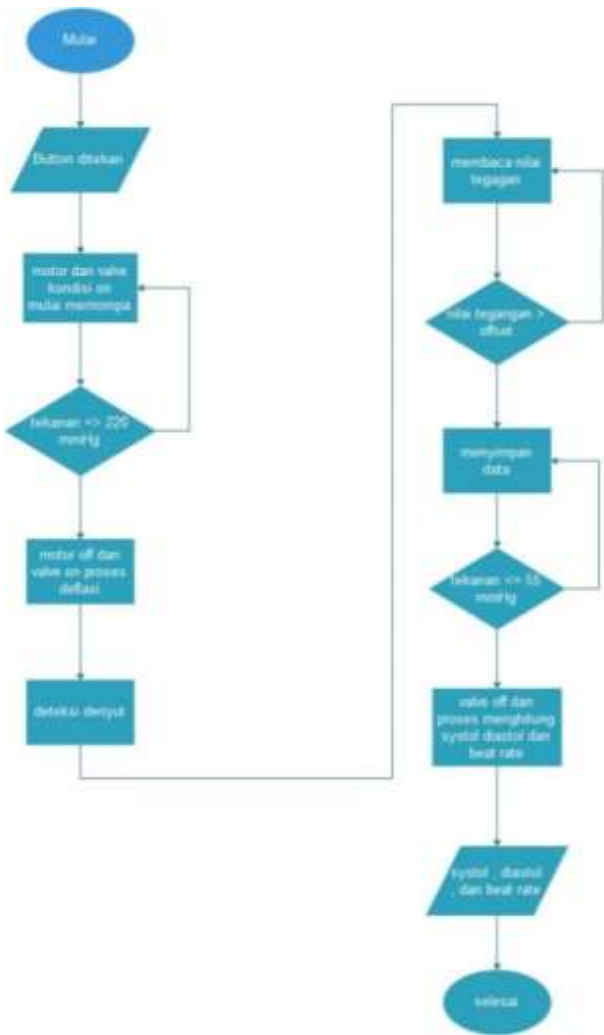 Mulai
Button ditekan
motor dan valve
kondisi on
mulai memompa
tekanan => 220
mmHg
motor off dan
valve on proses
deflasi
deteksi denyut
membaca nilai
tegagan
nilai tegangan >
offset
menyimpan
data
tekanan <= 55
mmHg
valve off dan
proses menghitung
systol diastol dan
beat rate
systol , diastol
, dan beat rate
selesai